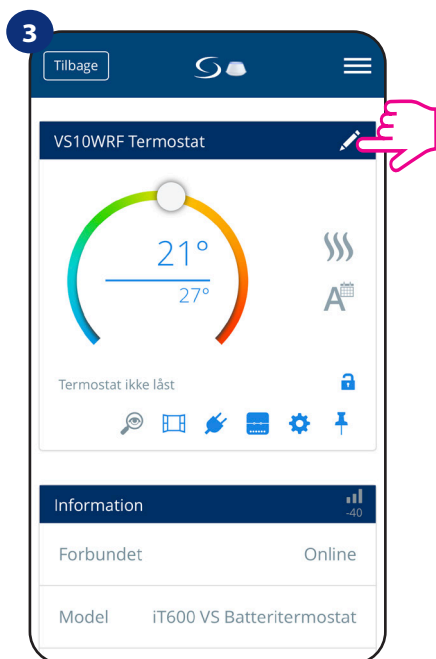 3
Tilbage
VS10WRF Termostat
21°
27°
A
Termostat ikke låst
Information
-40
Forbundet Online
Model iT600 VS Batteritermostat